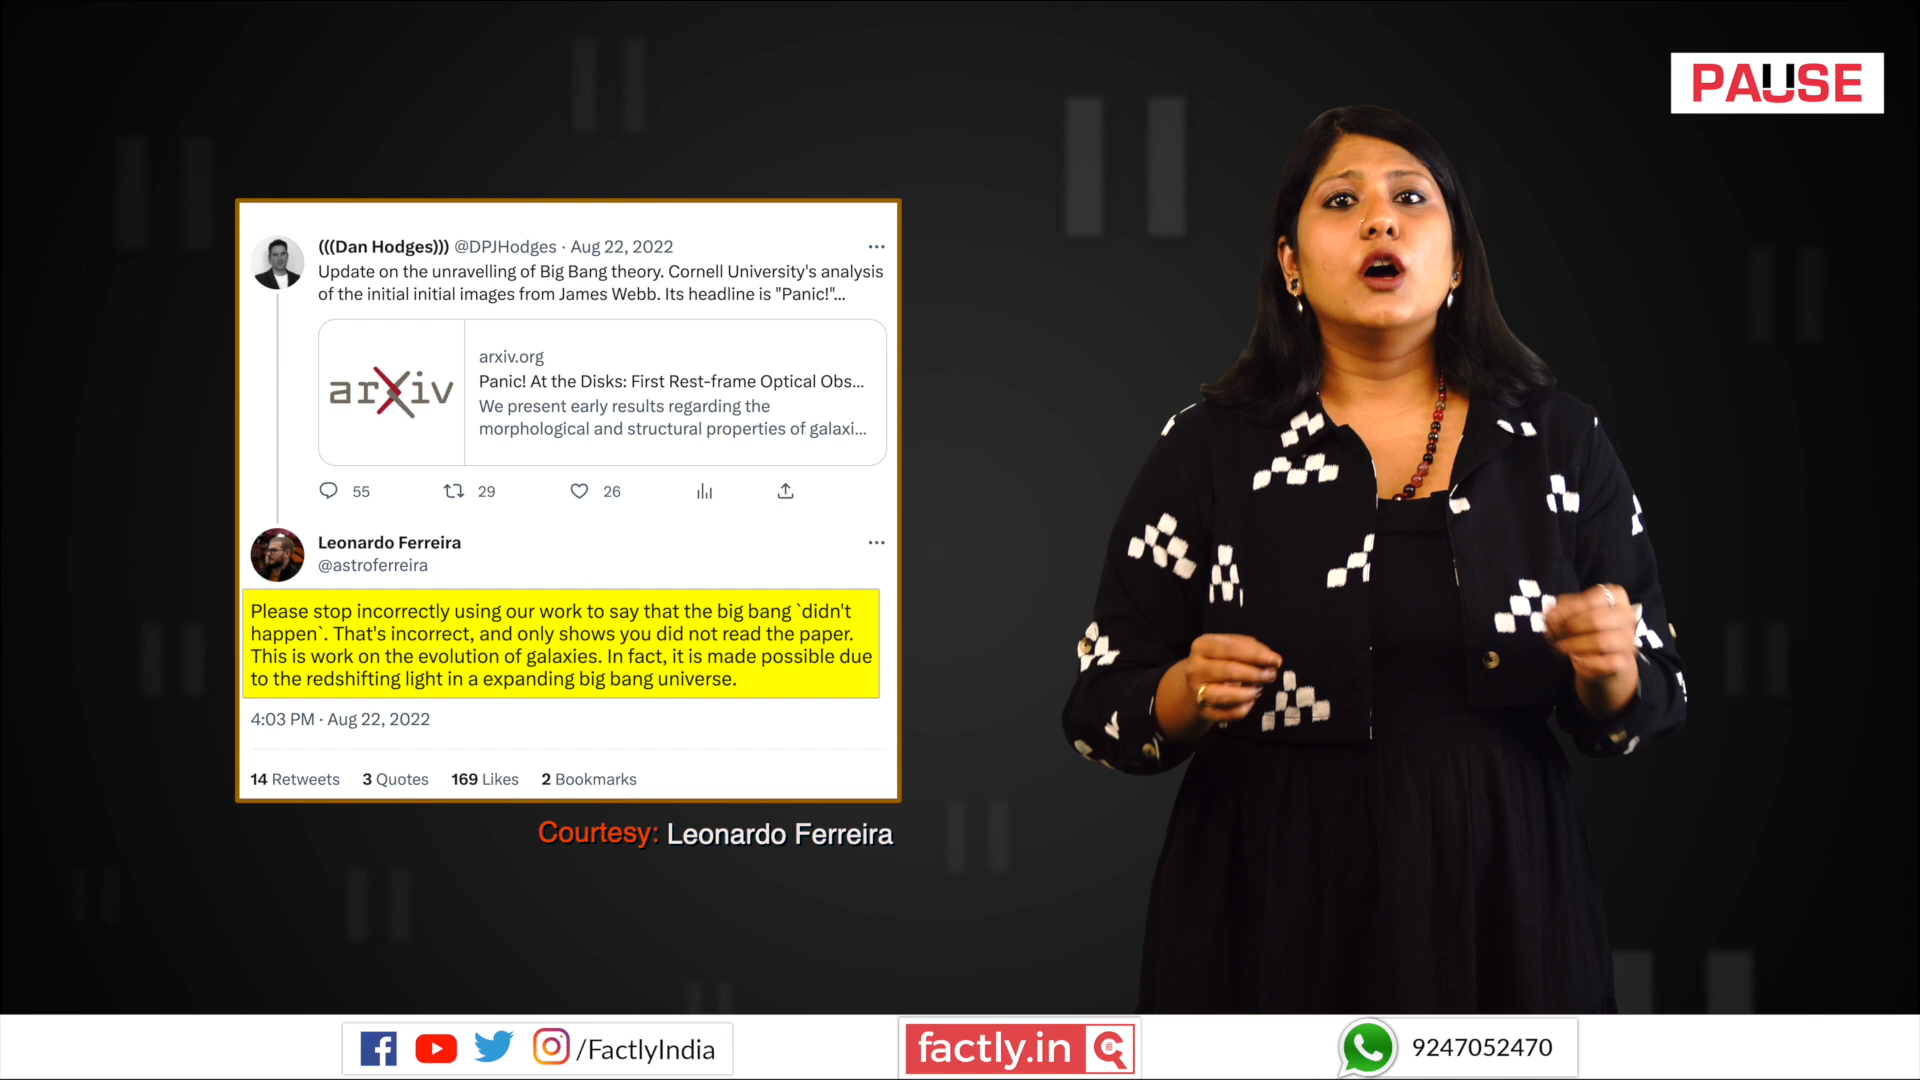 PAUSE
(((Dan Hodges))) @DPJHodges · Aug 22, 2022
Update on the unravelling of Big Bang theory. Cornell University's analysis
of the initial initial images from James Webb. Its headline is "Panic!"...
arXiv
arxiv.org
Panic! At the Disks: First Rest-frame Optical Obs...
We present early results regarding the
morphological and structural properties of galaxi...
55 29 26
Leonardo Ferreira
@astroferreira
Please stop incorrectly using our work to say that the big bang `didn't
happen`. That's incorrect, and only shows you did not read the paper.
This is work on the evolution of galaxies. In fact, it is made possible due
to the redshifting light in a expanding big bang universe.
4:03 PM · Aug 22, 2022
14 Retweets 3 Quotes 169 Likes 2 Bookmarks
Courtesy: Leonardo Ferreira
/FactlyIndia
factly.in
9247052470